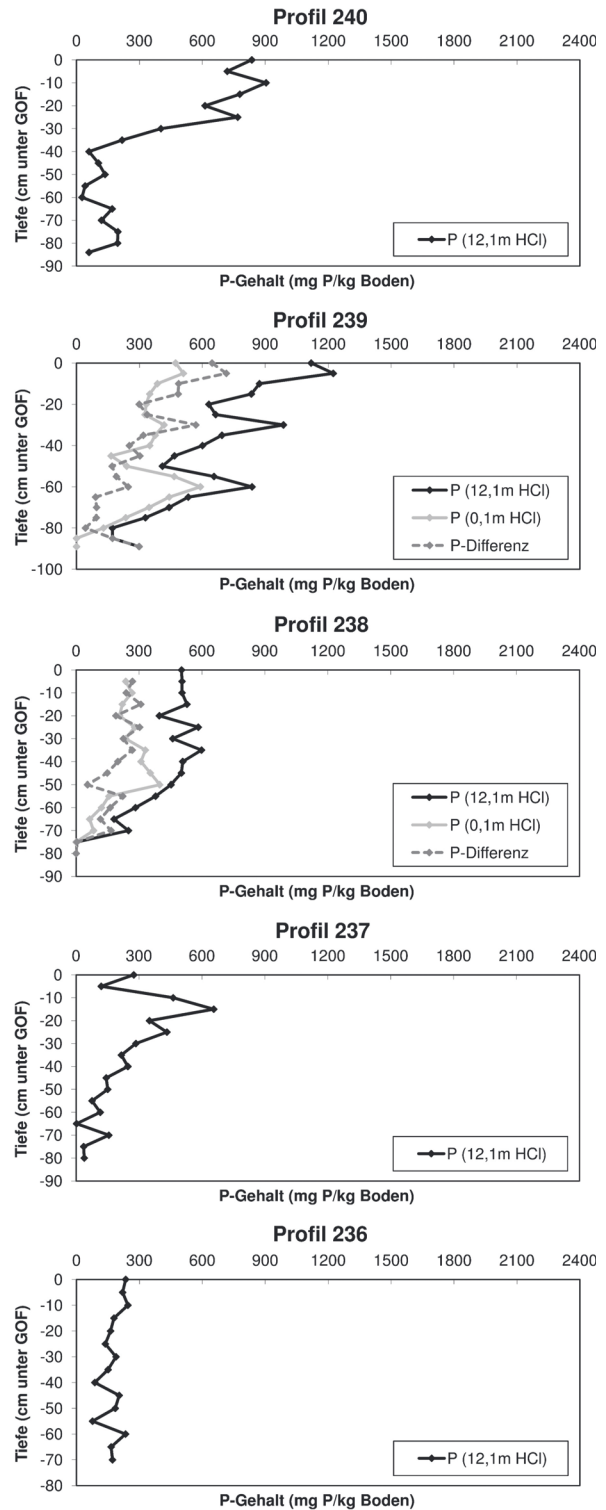 Profil 240
0 300 600 900 1200 1500 1800 2100 2400
0
-10
-20
-30
-40
-50
-60
-70
-80
-90
Tiefe (cm unter GOF)
P (12,1m HCl)
P-Gehalt (mg P/kg Boden)
Profil 239
0 300 600 900 1200 1500 1800 2100 2400
0
-20
-40
-60
-80
-100
Tiefe (cm unter GOF)
P (12,1m HCl)
P (0,1m HCl)
P-Differenz
P-Gehalt (mg P/kg Boden)
Profil 238
0 300 600 900 1200 1500 1800 2100 2400
0
-10
-20
-30
-40
-50
-60
-70
-80
-90
Tiefe (cm unter GOF)
P (12,1m HCl)
P (0,1m HCl)
P-Differenz
P-Gehalt (mg P/kg Boden)
Profil 237
0 300 600 900 1200 1500 1800 2100 2400
0
-10
-20
-30
-40
-50
-60
-70
-80
-90
Tiefe (cm unter GOF)
P (12,1m HCl)
P-Gehalt (mg P/kg Boden)
Profil 236
0 300 600 900 1200 1500 1800 2100 2400
0
-10
-20
-30
-40
-50
-60
-70
-80
Tiefe (cm unter GOF)
P (12,1m HCl)
P-Gehalt (mg P/kg Boden)